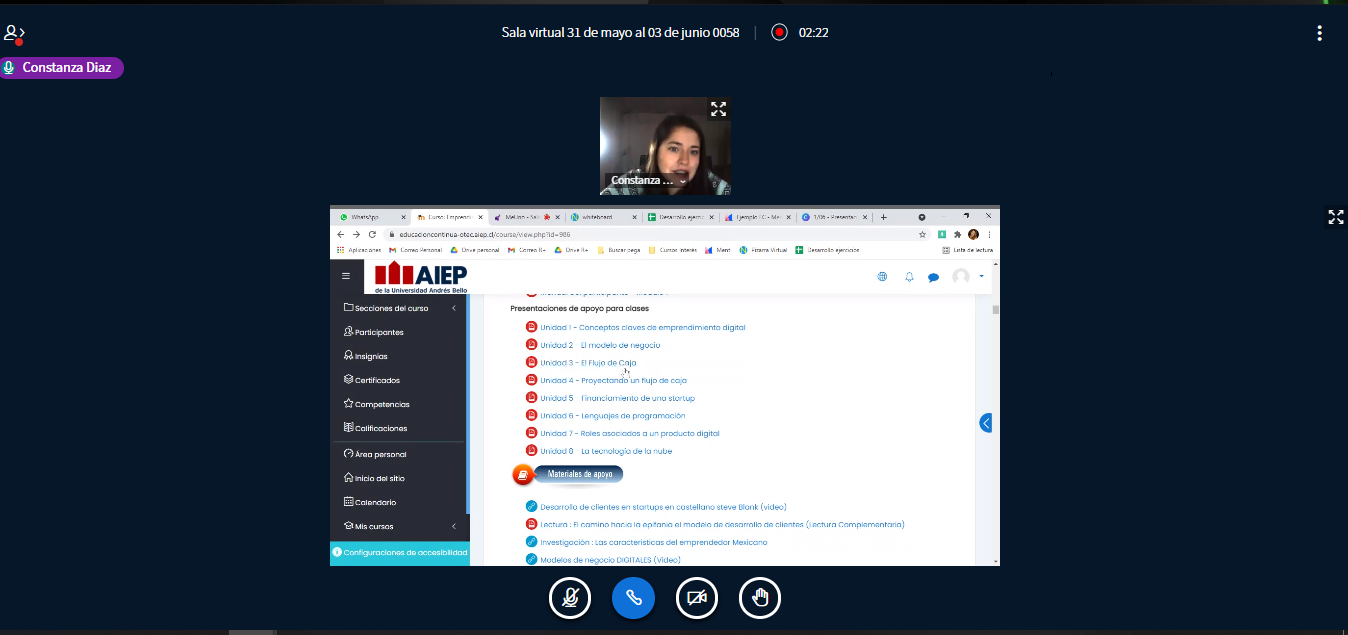 Sala virtual 31 de mayo al 03 de junio 0058
02:22
Constanza Diaz
Constanza ...
WhatsApp
Curso: Emprendi
whiteboard
Desarrollo ejerc
Ejemplo FC - Me
1/06 - Presentac
educacioncontinua-otec.aiep.cl/course/view.php?id=986
Aplicaciones
Correo Personal
Drive personal
Correo R+
Drive R+
Buscar pega
Cursos Interés
Ment
Pizarra Virtual
Desarrollo ejercicios
Lista de lectura
AIEP
de la Universidad Andrés Bello
Secciones del curso
Participantes
Insignias
Certificados
Competencias
Calificaciones
Área personal
Inicio del sitio
Calendario
Mis cursos
Configuraciones de accesibilidad
Presentaciones de apoyo para clases
Unidad 1 - Conceptos claves de emprendimiento digital
Unidad 2 - El modelo de negocio
Unidad 3 - El Flujo de Caja
Unidad 4 - Proyectando un flujo de caja
Unidad 5 - Financiamiento de una startup
Unidad 6 - Lenguajes de programación
Unidad 7 - Roles asociados a un producto digital
Unidad 8 - La tecnología de la nube
Materiales de apoyo
Desarrollo de clientes en startups en castellano steve Blank (video)
Lectura : El camino hacia la epifanía el modelo de desarrollo de clientes (Lectura Complementaria)
Investigación : Las características del emprendedor Mexicano
Modelos de negocio DIGITALES (Video)